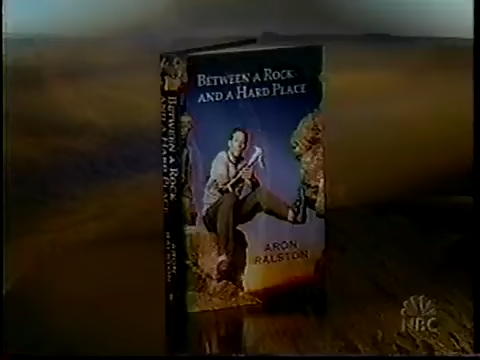 BETWEEN A ROCK
AND A HARD PLACE
ARON
RALSTON
BETWEEN A ROCK
AND A HARD PLACE
ARON
RALSTON
NBC